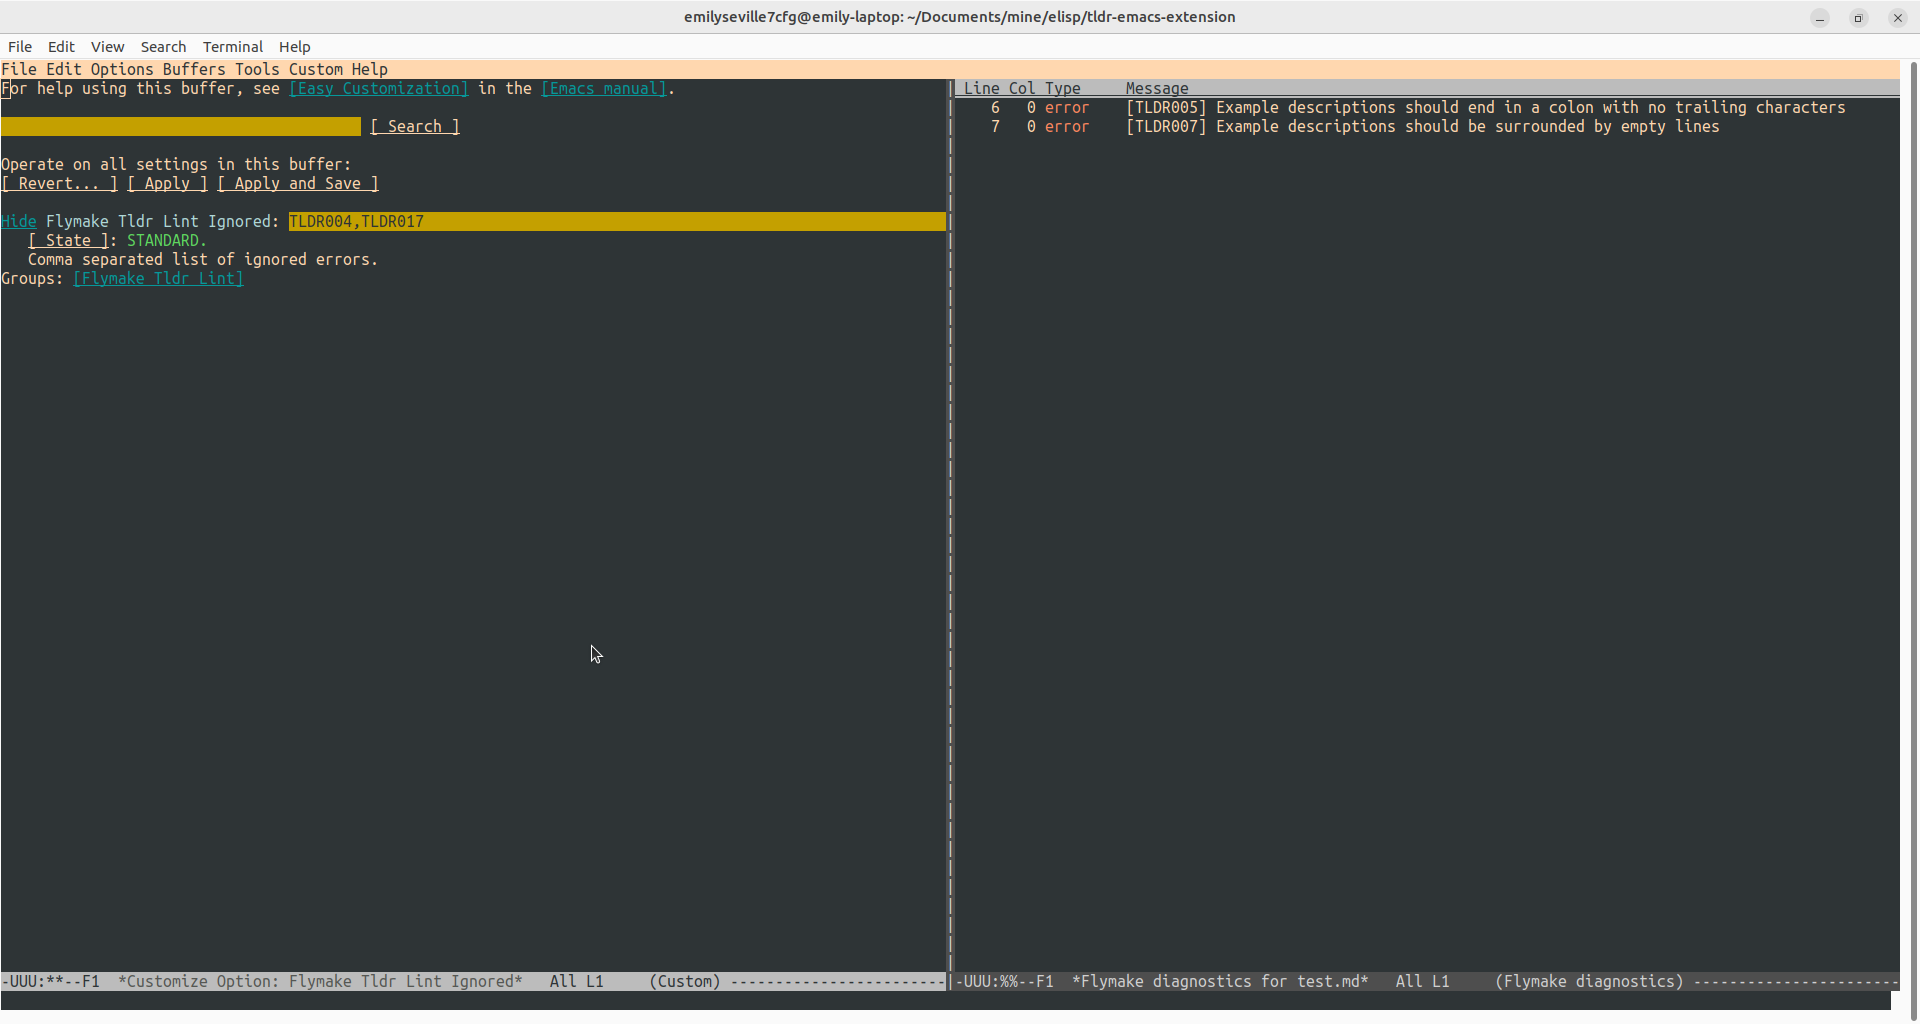 emilyseville7cfg@emily-laptop: ~/Documents/mine/elisp/tldr-emacs-extension
File Edit View Search Terminal Help
File Edit Options Buffers Tools Custom Help
For help using this buffer, see [Easy Customization] in the [Emacs manual].
[ Search ]
Operate on all settings in this buffer:
[ Revert... ] [ Apply ] [ Apply and Save ]
Hide Flymake Tldr Lint Ignored: TLDR004,TLDR017
[ State ]: STANDARD.
Comma separated list of ignored errors.
Groups: [Flymake Tldr Lint]
-UUU:**--F1  *Customize Option: Flymake Tldr Lint Ignored*   All L1     (Custom) ------------------------
Line Col Type     Message
6   0 error    [TLDR005] Example descriptions should end in a colon with no trailing characters
7   0 error    [TLDR007] Example descriptions should be surrounded by empty lines
-UUU:%%--F1  *Flymake diagnostics for test.md*   All L1     (Flymake diagnostics) -----------------------